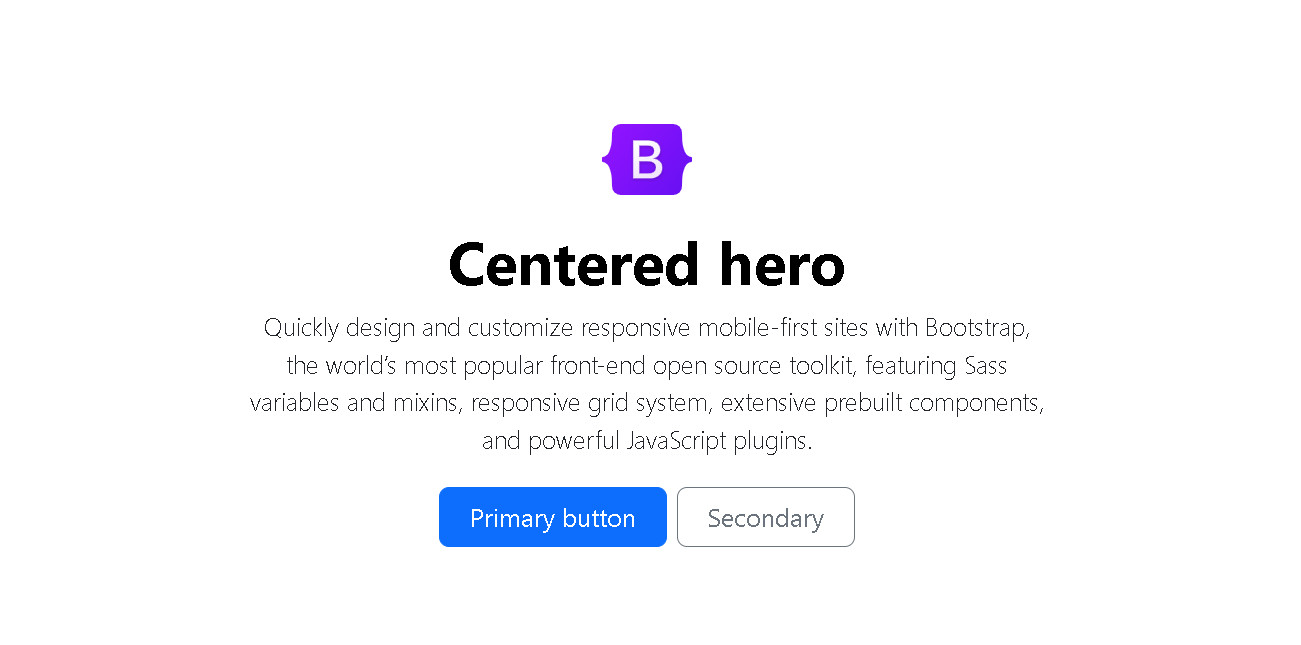 B
Centered hero
Quickly design and customize responsive mobile-first sites with Bootstrap,
the world’s most popular front-end open source toolkit, featuring Sass
variables and mixins, responsive grid system, extensive prebuilt components,
and powerful JavaScript plugins.
Primary button Secondary